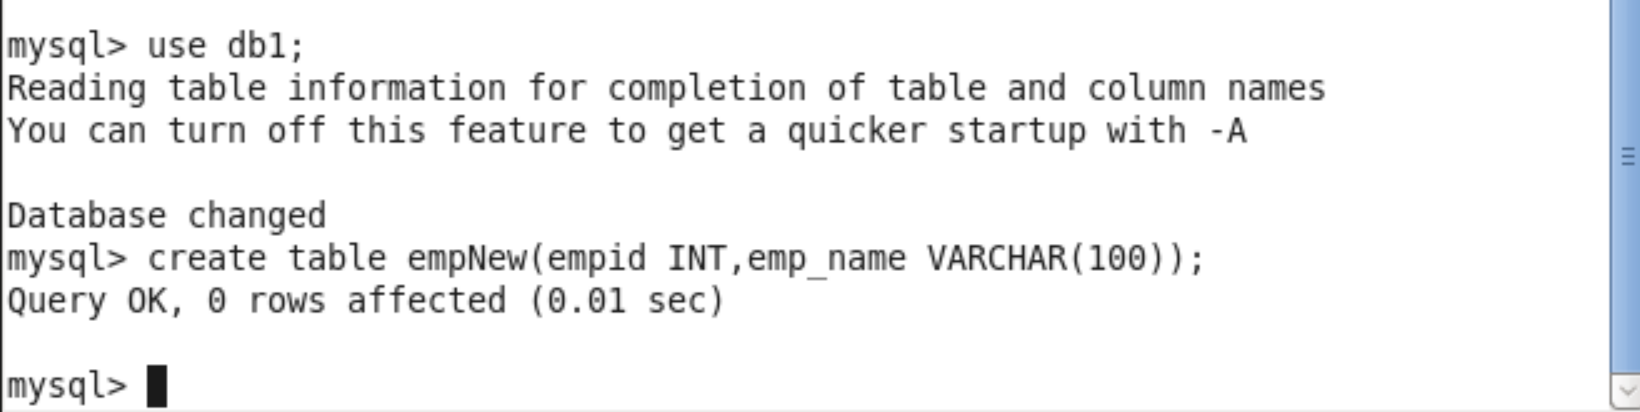 mysql> use db1;
Reading table information for completion of table and column names
You can turn off this feature to get a quicker startup with -A
Database changed
mysql> create table empNew(empid INT,emp_name VARCHAR(100));
Query OK, 0 rows affected (0.01 sec)
mysql>